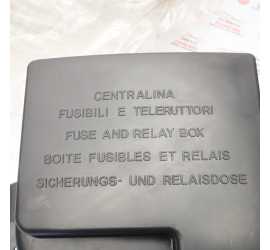 CENTRALINA
FUSIBILI E TELERUTTORI
FUSE AND RELAY BOX
BOITE FUSIBLES ET RELAIS
SICHERUNGS- UND RELAISDOSE